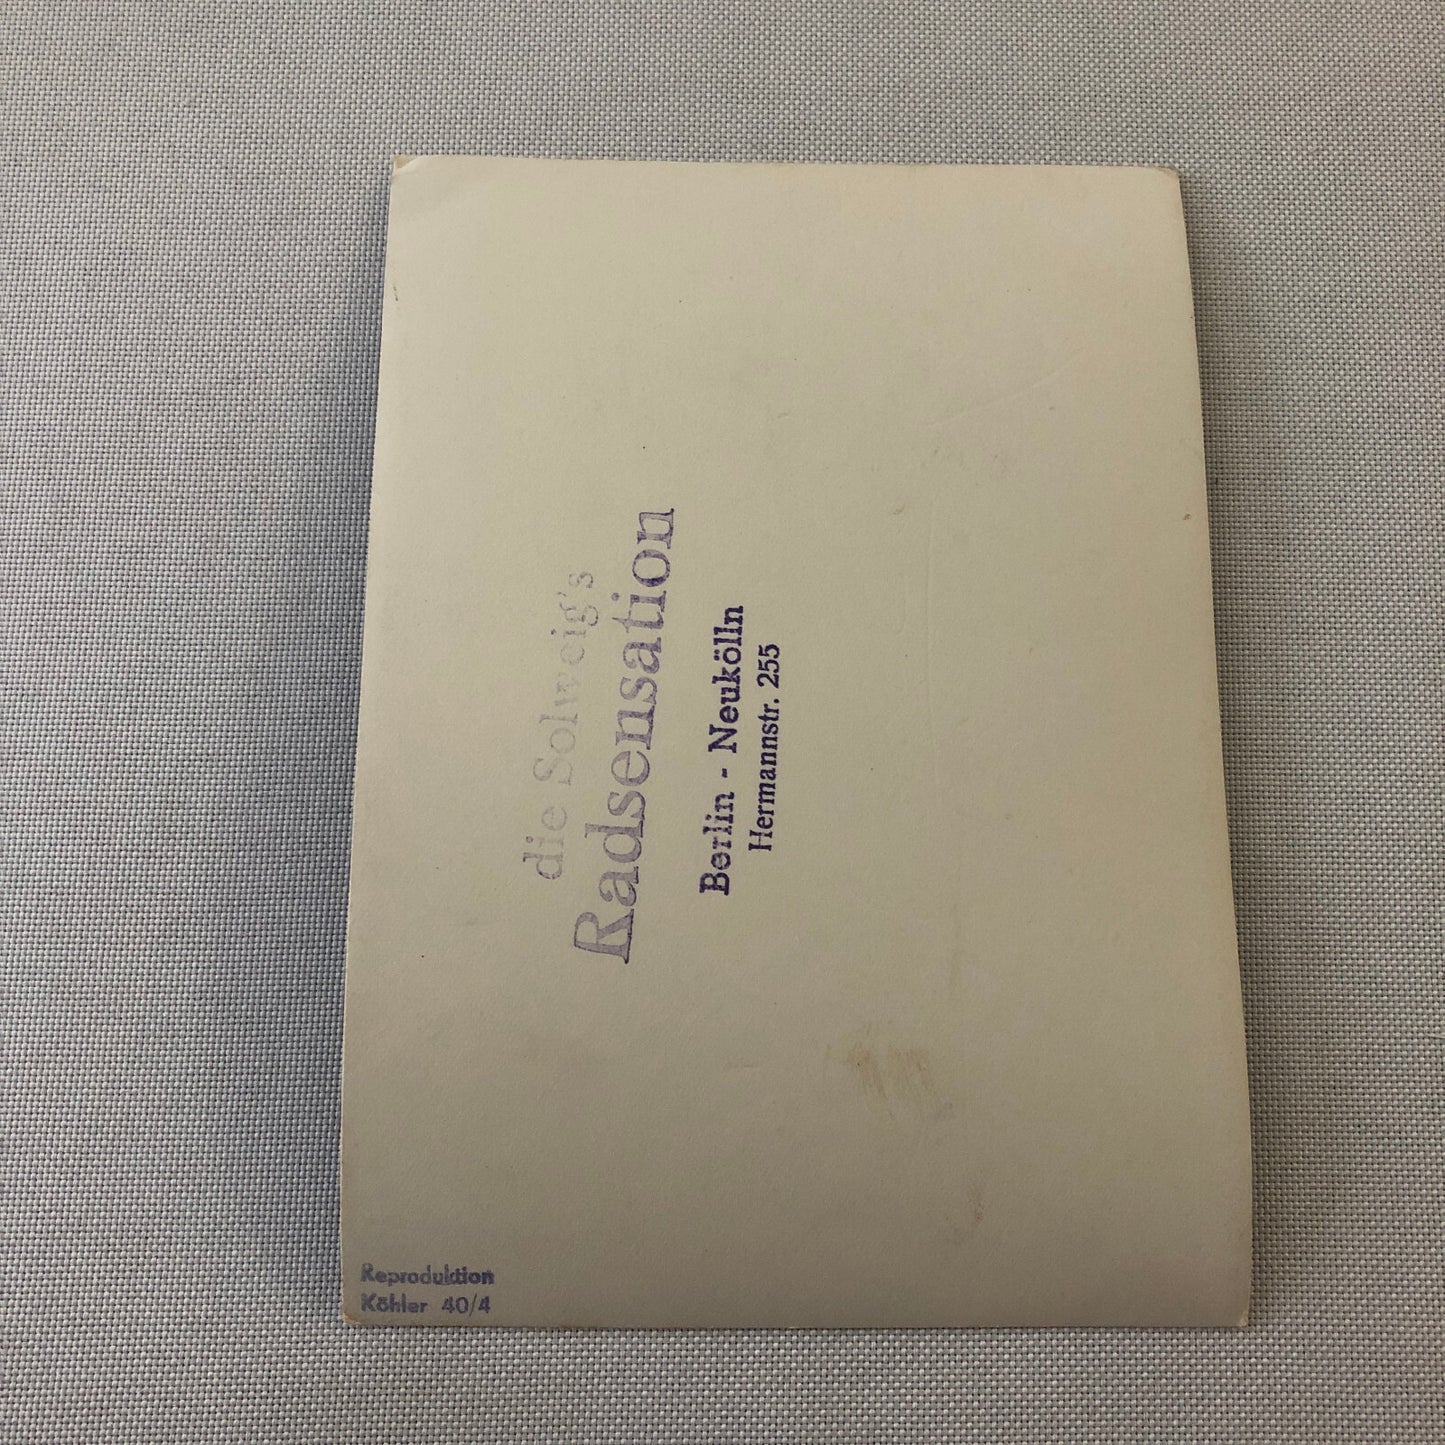 die Solweig's
Radsensation
Berlin - Neukölln
Hermannstr. 255
Reproduktion
Köhler 40/4